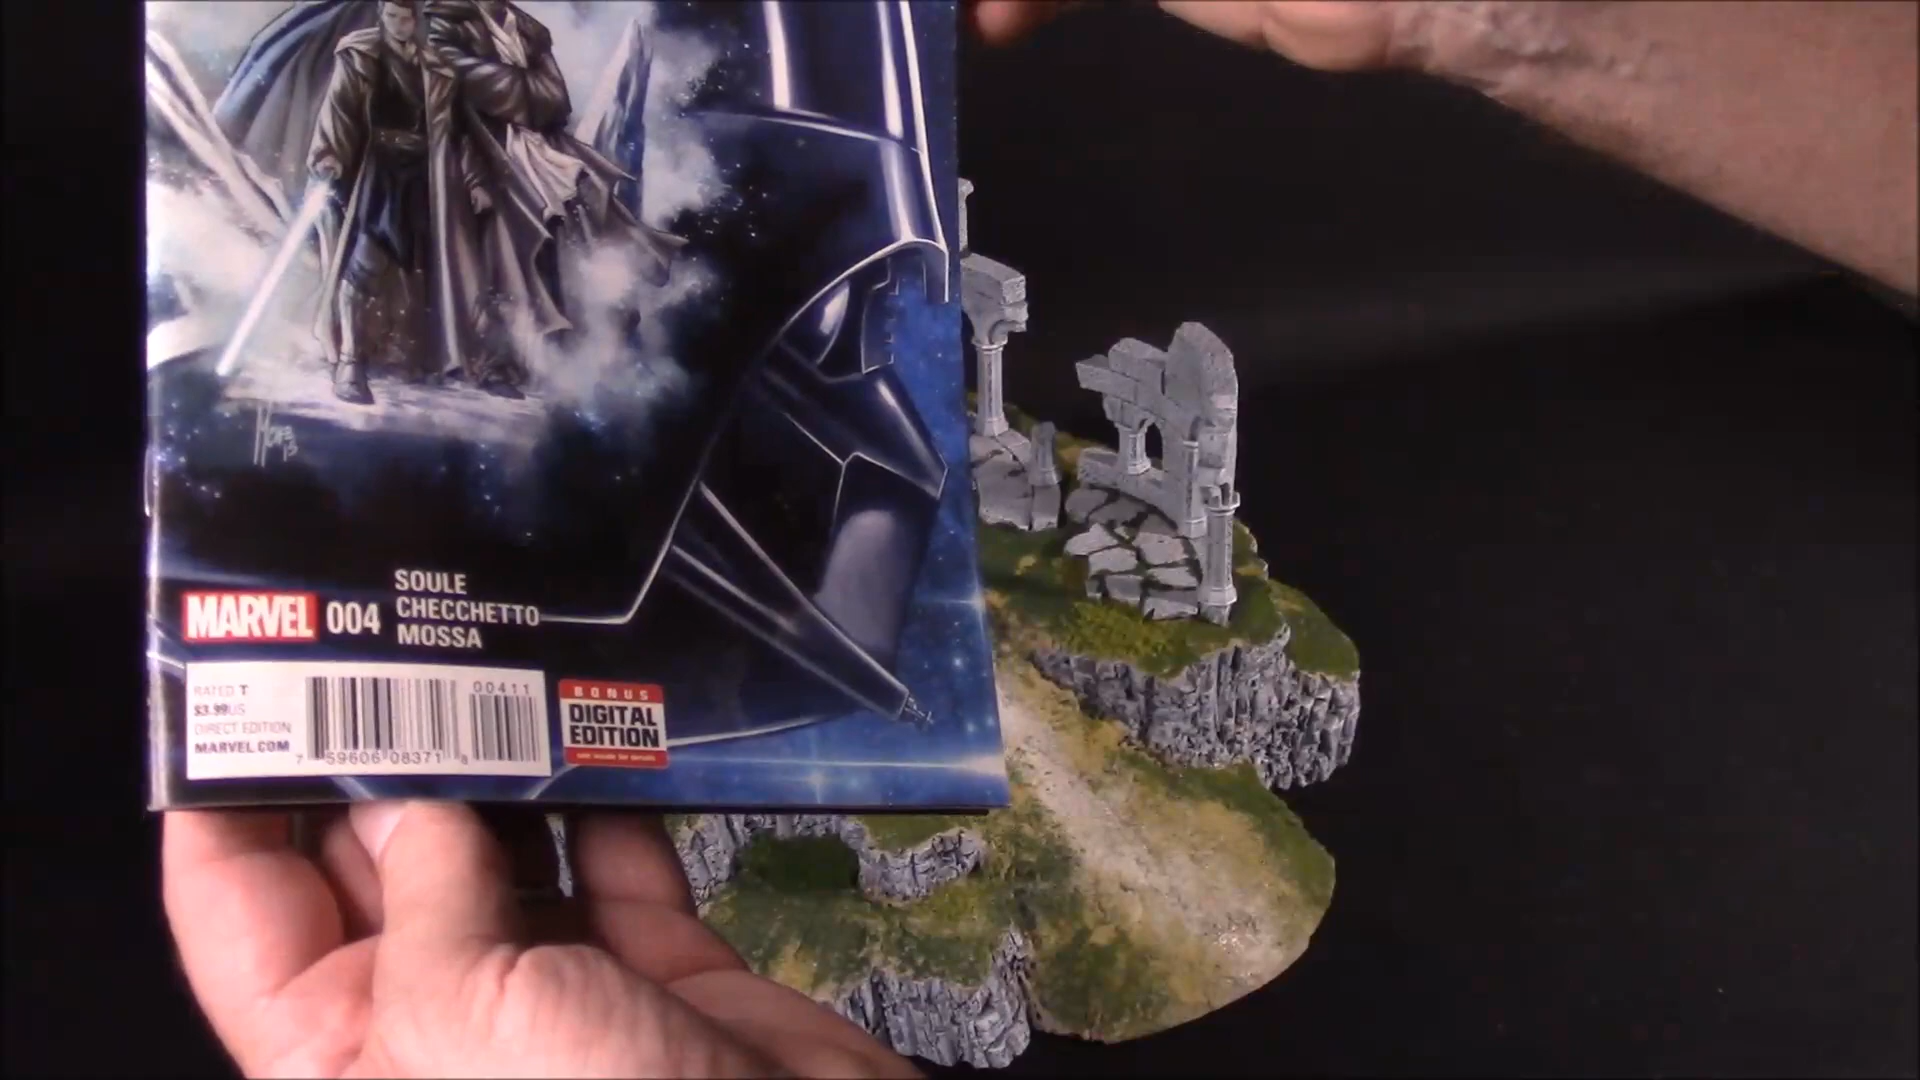 MARVEL 004
SOULE
CHECCHETTO
MOSSA
RATED T
$3.99US
DIRECT EDITION
MARVEL.COM
00411
7 59606 08371 8
BONUS
DIGITAL
EDITION